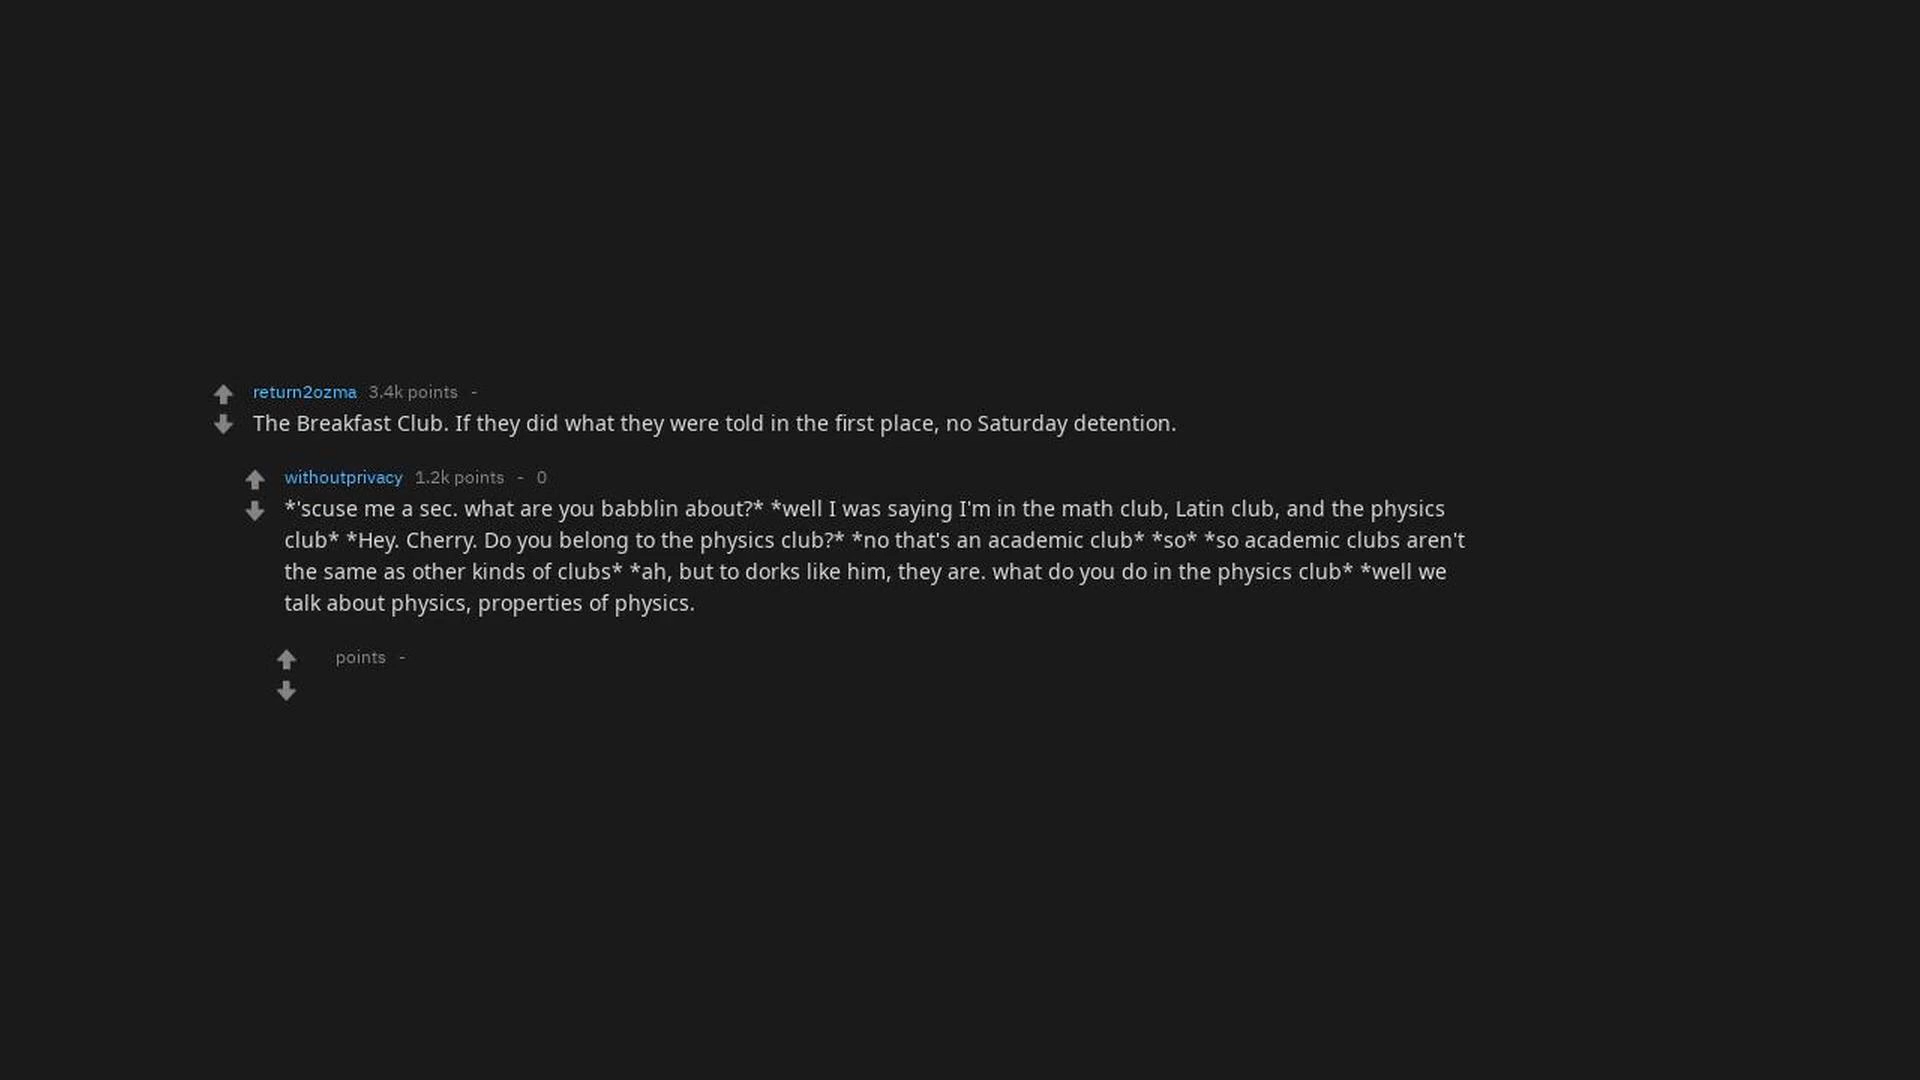 return2ozma 3.4k points -
The Breakfast Club. If they did what they were told in the first place, no Saturday detention.
withoutprivacy 1.2k points - 0
*'scuse me a sec. what are you babblin about?* *well I was saying I'm in the math club, Latin club, and the physics
club* *Hey. Cherry. Do you belong to the physics club?* *no that's an academic club* *so* *so academic clubs aren't
the same as other kinds of clubs* *ah, but to dorks like him, they are. what do you do in the physics club* *well we
talk about physics, properties of physics.
points -